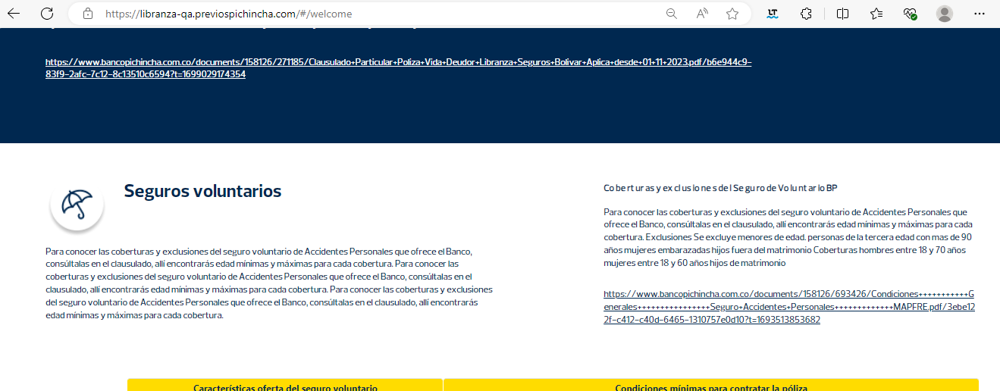 https://libranza-qa.previospichincha.com/#/welcome
https://www.bancopichincha.com.co/documents/158126/271185/Clausulado+Particular+Poliza+Vida+Deudor+Libranza+Seguros+Bolivar+Aplica+desde+01+11+2023.pdf/b6e944c9-
83f9-2afc-7c12-8c13510c6594?t=1699029174354
Seguros voluntarios
Para conocer las coberturas y exclusiones del seguro voluntario de Accidentes Personales que ofrece el Banco,
consúltalas en el clausulado, allí encontrarás edad mínimas y máximas para cada cobertura. Para conocer las
coberturas y exclusiones del seguro voluntario de Accidentes Personales que ofrece el Banco, consúltalas en el
clausulado, allí encontrarás edad mínimas y máximas para cada cobertura. Para conocer las coberturas y exclusiones
del seguro voluntario de Accidentes Personales que ofrece el Banco, consúltalas en el clausulado, allí encontrarás
edad mínimas y máximas para cada cobertura.
Coberturas y exclusiones del Seguro de Voluntario BP
Para conocer las coberturas y exclusiones del seguro voluntario de Accidentes Personales que
ofrece el Banco, consúltalas en el clausulado, allí encontrarás edad mínimas y máximas para cada
cobertura. Exclusiones Se excluye menores de edad. personas de la tercera edad con mas de 90
años mujeres embarazadas hijos fuera del matrimonio Coberturas hombres entre 18 y 70 años
mujeres entre 18 y 60 años hijos de matrimonio
https://www.bancopichincha.com.co/documents/158126/693426/Condiciones+++++++++++G
enerales++++++++++++++++Seguro+Accidentes+Personales+++++++++++++MAPFRE.pdf/3ebe12
2f-c412-c40d-6465-1310757e0d10?t=1693513853682
Características oferta del seguro voluntario
Condiciones mínimas para contratar la póliza